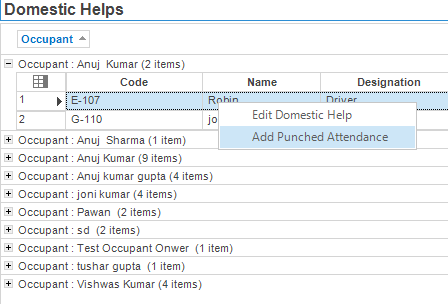 Domestic Helps
Occupant
Occupant : Anuj  Kumar (2 items)
Code Name Designation
1 E-107 Robin Driver
2 G-110
Edit Domestic Help
Add Punched Attendance
Occupant : Anuj  Sharma (1 item)
Occupant : Anuj Kumar (9 items)
Occupant : Anuj kumar gupta (4 items)
Occupant : joni kumar (4 items)
Occupant : Pawan  (2 items)
Occupant : sd  (2 items)
Occupant : Test Occupant Onwer  (1 item)
Occupant : tushar gupta  (1 item)
Occupant : Vishwas Kumar (4 items)